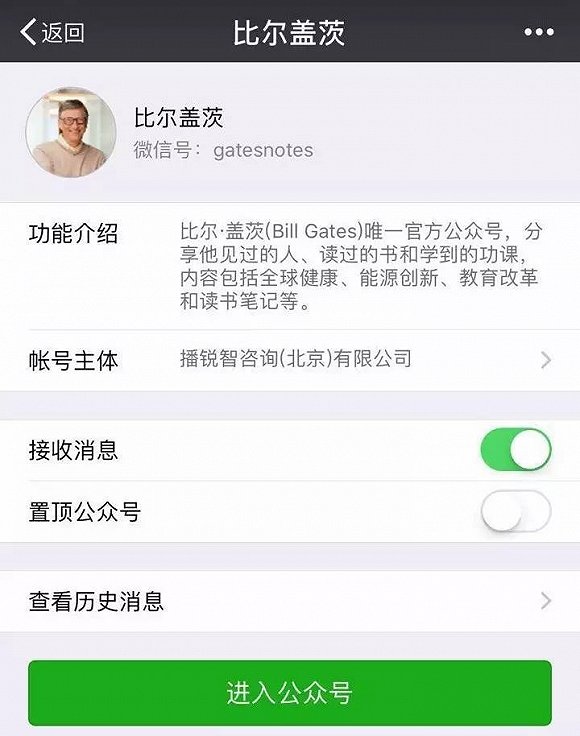 返回
比尔盖茨
比尔盖茨
微信号：gatesnotes
功能介绍
比尔·盖茨(Bill Gates)唯一官方公众号，分
享他见过的人、读过的书和学到的功课，
内容包括全球健康、能源创新、教育改革
和读书笔记等。
帐号主体
播锐智咨询(北京)有限公司
接收消息
置顶公众号
查看历史消息
进入公众号